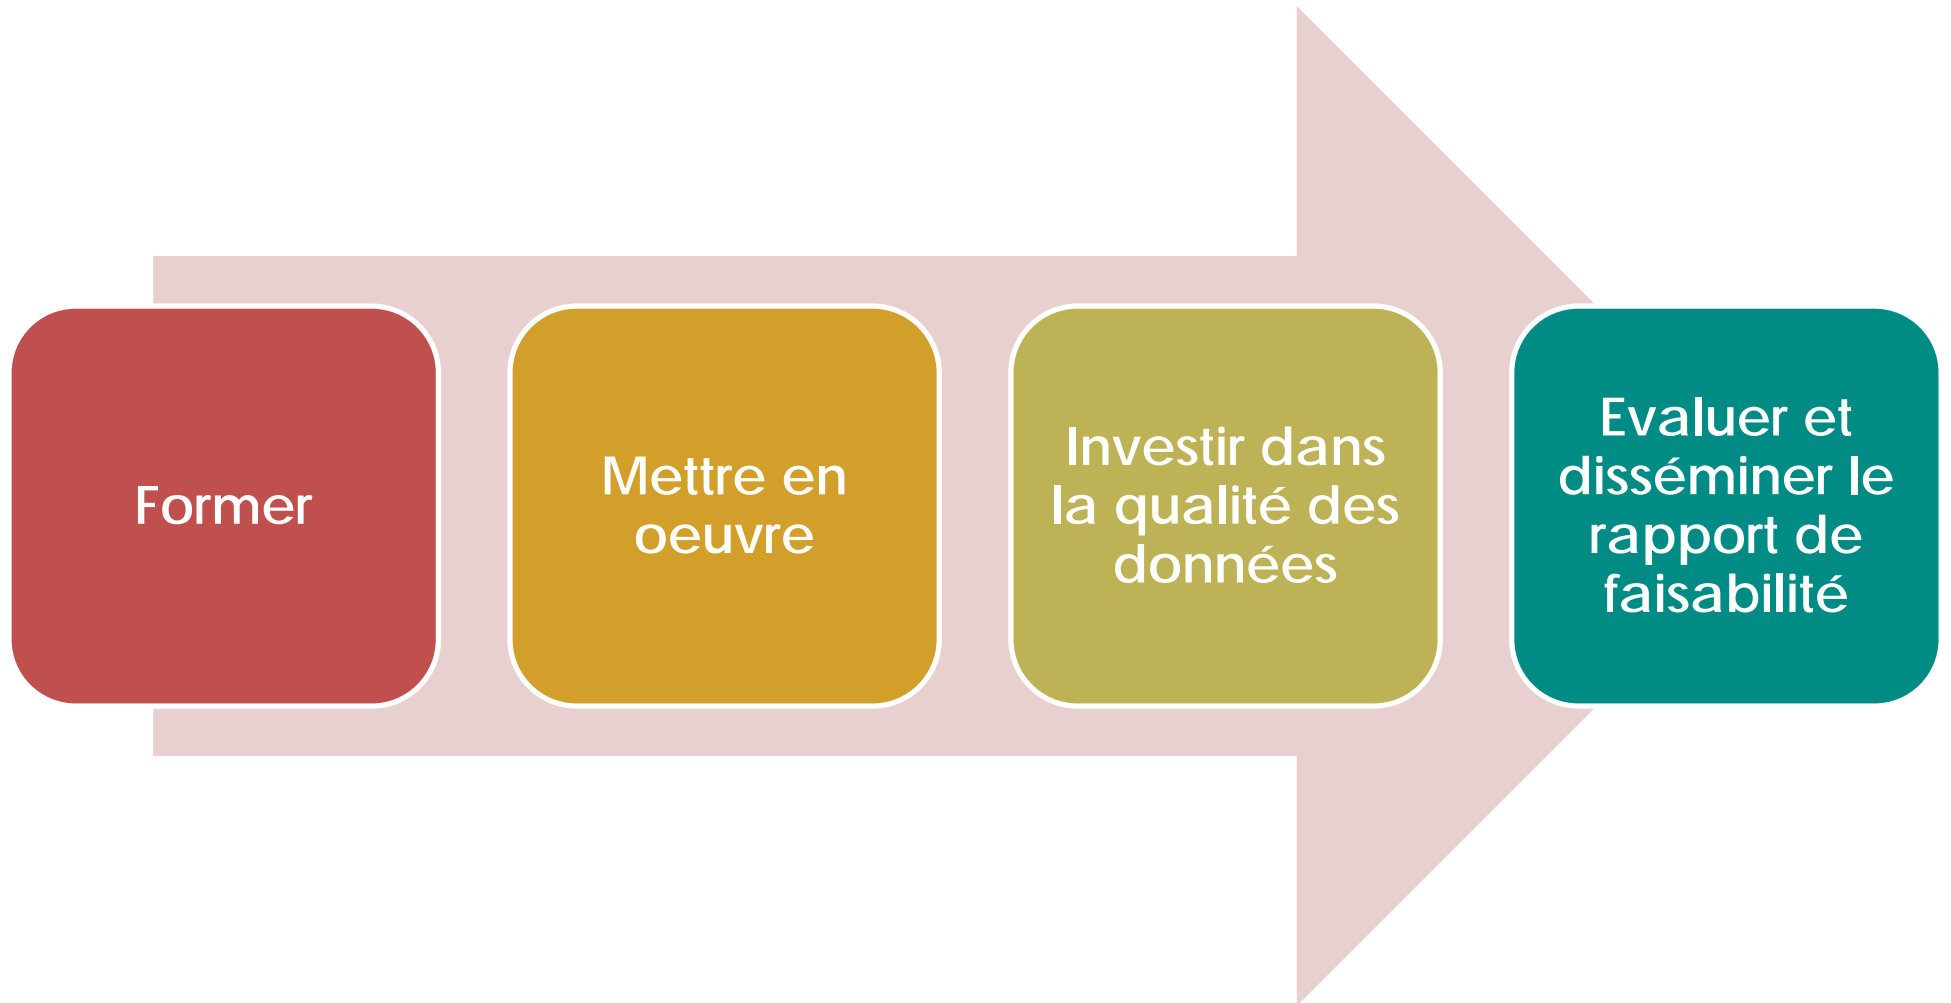 Former
Mettre en
oeuvre
Investir dans
la qualité des
données
Evaluer et
disséminer le
rapport de
faisabilité